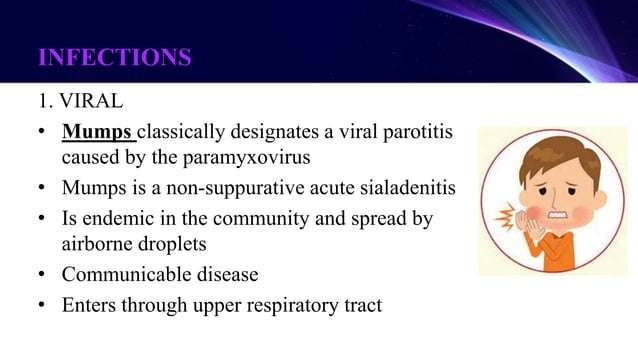 INFECTIONS
1. VIRAL
• Mumps classically designates a viral parotitis
caused by the paramyxovirus
• Mumps is a non-suppurative acute sialadenitis
• Is endemic in the community and spread by
airborne droplets
• Communicable disease
• Enters through upper respiratory tract